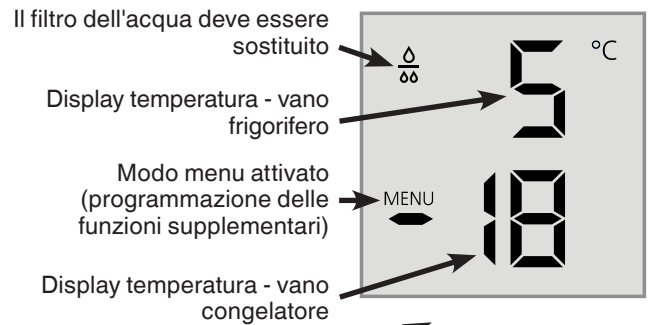 Il filtro dell'acqua deve essere
sostituito
Display temperatura - vano
frigorifero
Modo menu attivato
(programmazione delle
funzioni supplementari)
Display temperatura - vano
congelatore
5 °C
MENU
18